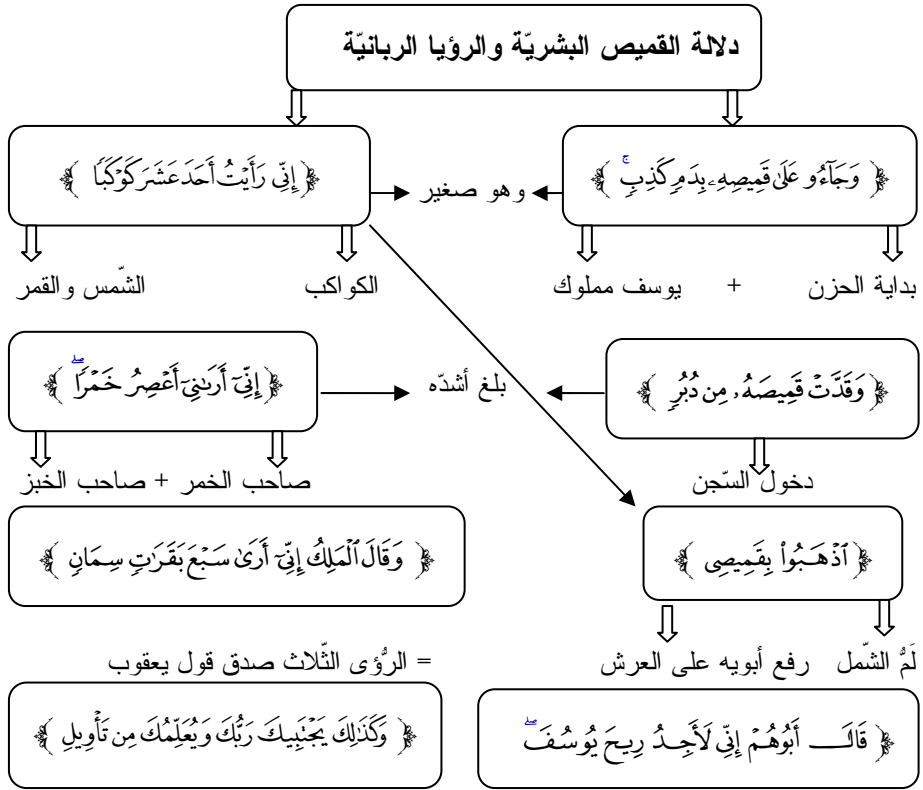 دلالة القميص البشريّة والرؤيا الربانيّة
﴿ وَجَآءُو عَلَىٰ قَمِيصِهِۦ بِدَمٍ كَذِبٍ ۚ ﴾
وهو صغير
﴿ إِنِّى رَأَيْتُ أَحَدَ عَشَرَ كَوْكَبًا ﴾
بداية الحزن + يوسف مملوك
الكواكب
الشّمس والقمر
﴿ وَقَدَّتْ قَمِيصَهُۥ مِن دُبُرٍ ﴾
بلغ أشدّه
﴿ إِنِّىٓ أَرَىٰنِىٓ أَعْصِرُ خَمْرًا ۖ ﴾
دخول السّجن
صاحب الخمر + صاحب الخبز
﴿ ٱذْهَبُوا۟ بِقَمِيصِى ﴾
﴿ وَقَالَ ٱلْمَلِكُ إِنِّىٓ أَرَىٰ سَبْعَ بَقَرَٰتٍ سِمَانٍ ﴾
لَمُّ الشّمل رفع أبويه على العرش
= الرُّؤى الثّلاث صدق قول يعقوب
﴿ قَالَ أَبُوهُمْ إِنِّى لَأَجِدُ رِيحَ يُوسُفَ ۖ ﴾
﴿ وَكَذَٰلِكَ يَجْتَبِيكَ رَبُّكَ وَيُعَلِّمُكَ مِن تَأْوِيلِ ﴾